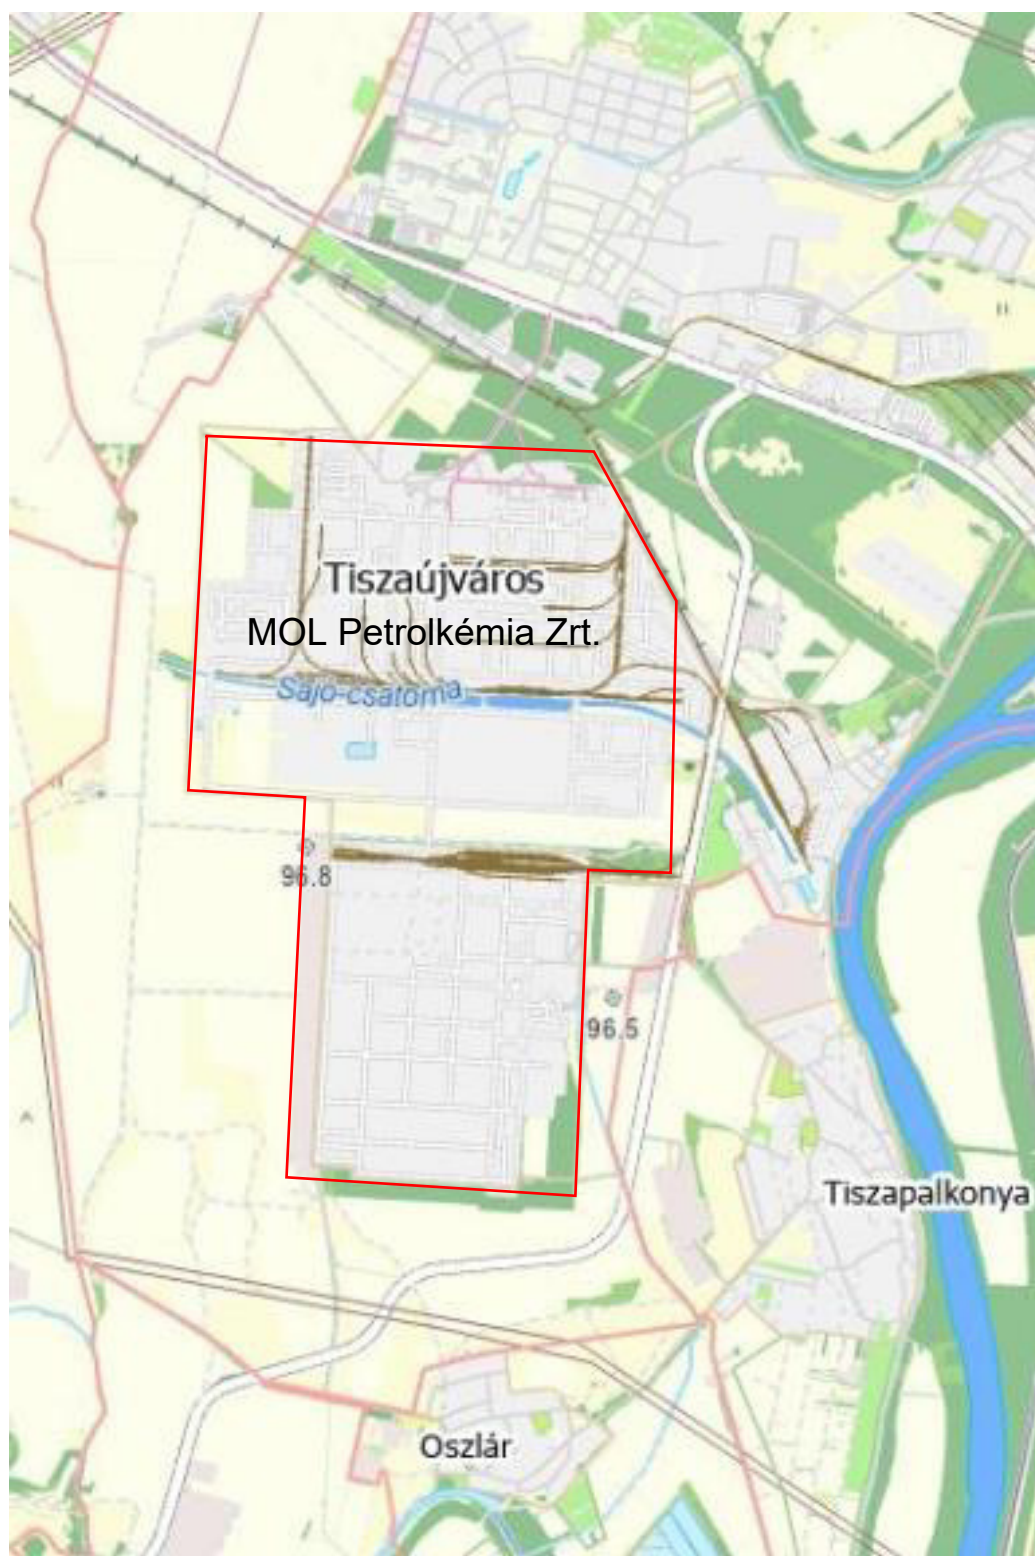 Tiszaújváros
MOL Petrolkémia Zrt.
Sajó-csatorna
96.8
96.5
Tiszapalkonya
Oszlár